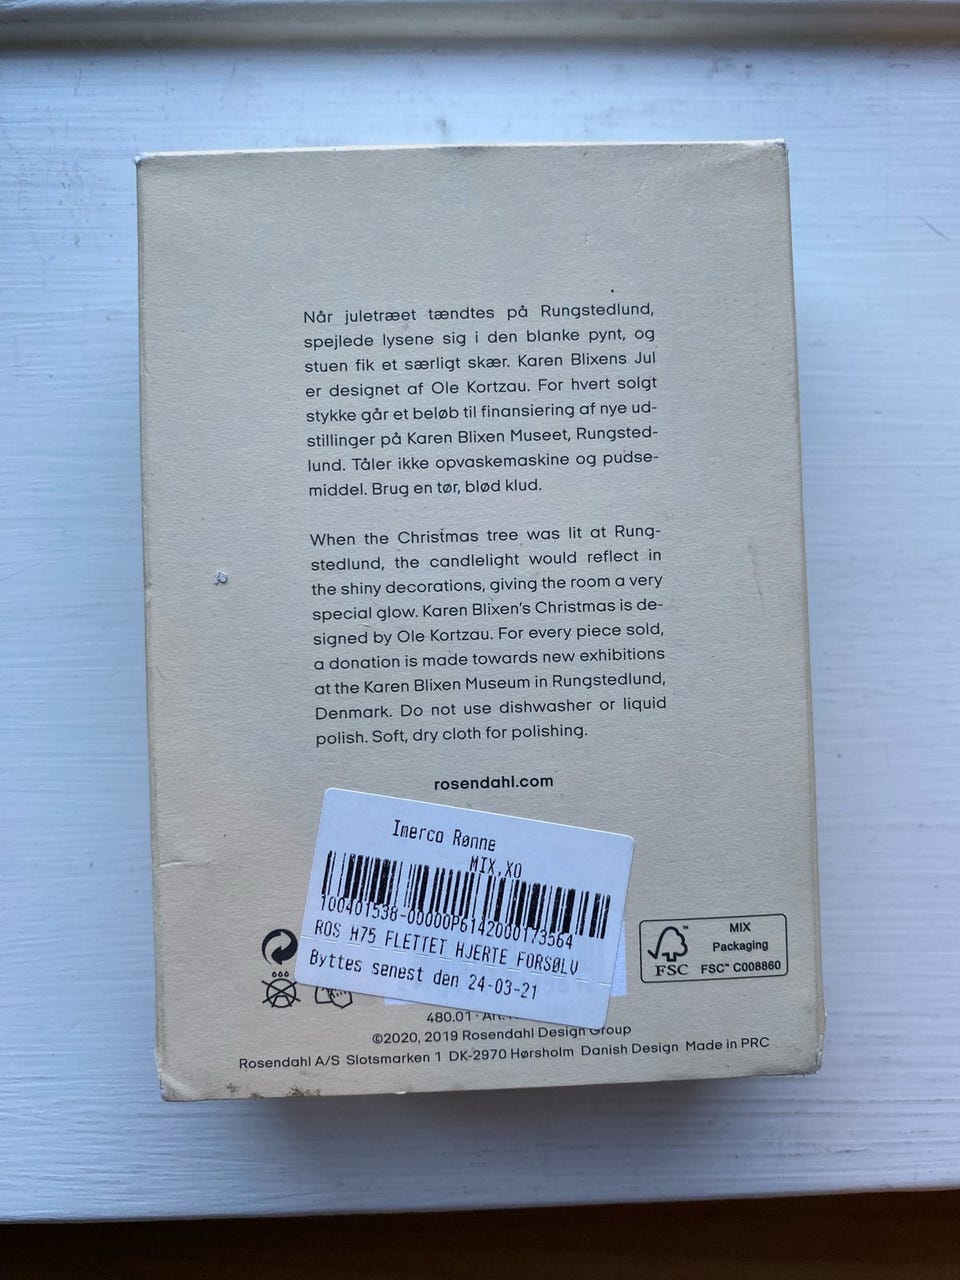 Når juletræet tændtes på Rungstedlund,
spejlede lysene sig i den blanke pynt, og
stuen fik et særligt skær. Karen Blixens Jul
er designet af Ole Kortzau. For hvert solgt
stykke går et beløb til finansiering af nye ud-
stillinger på Karen Blixen Museet, Rungsted-
lund. Tåler ikke opvaskemaskine og pudse-
middel. Brug en tør, blød klud.
When the Christmas tree was lit at Rung-
stedlund, the candlelight would reflect in
the shiny decorations, giving the room a very
special glow. Karen Blixen's Christmas is de-
signed by Ole Kortzau. For every piece sold,
a donation is made towards new exhibitions
at the Karen Blixen Museum in Rungstedlund,
Denmark. Do not use dishwasher or liquid
polish. Soft, dry cloth for polishing.
rosendahl.com
Imerco Rønne
MIX,XO
100401538-00000P6142000173564
ROS H75 FLETTET HJERTE FORSØLV
Byttes senest den 24-03-21
MIX
Packaging
FSC™ C008860
FSC
480.01 ·
©2020, 2019 Rosendahl Design Group
Rosendahl A/S Slotsmarken 1 DK-2970 Hørsholm Danish Design Made in PRC